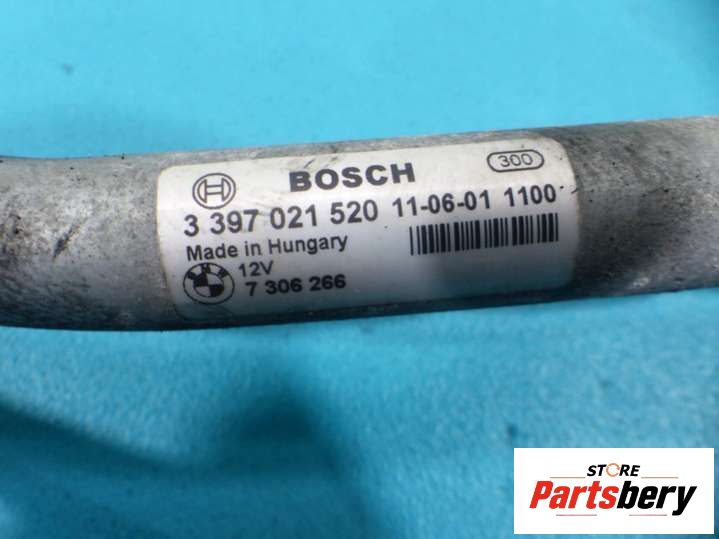 BOSCH
300
3 397 021 520 11-06-01 1100
Made in Hungary
12V
BMW
7 306 266
STORE
Partsbery